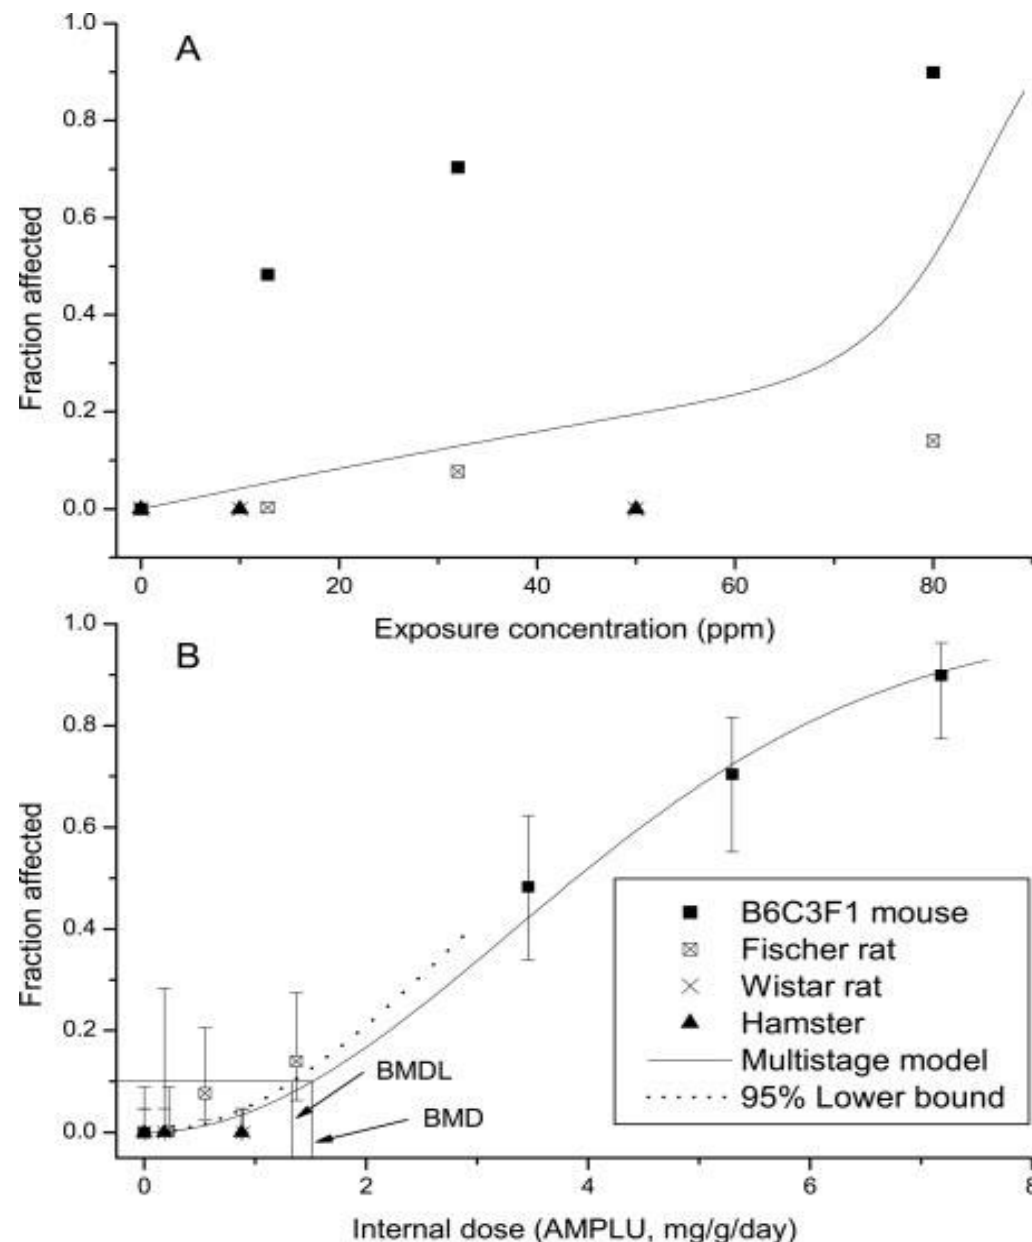 A
Fraction affected
1.0
0.8
0.6
0.4
0.2
0.0
0 20 40 60 80
Exposure concentration (ppm)
B
Fraction affected
1.0
0.8
0.6
0.4
0.2
0.0
BMDL
BMD
B6C3F1 mouse
Fischer rat
Wistar rat
Hamster
Multistage model
95% Lower bound
0 2 4 6 8
Internal dose (AMPLU, mg/g/day)